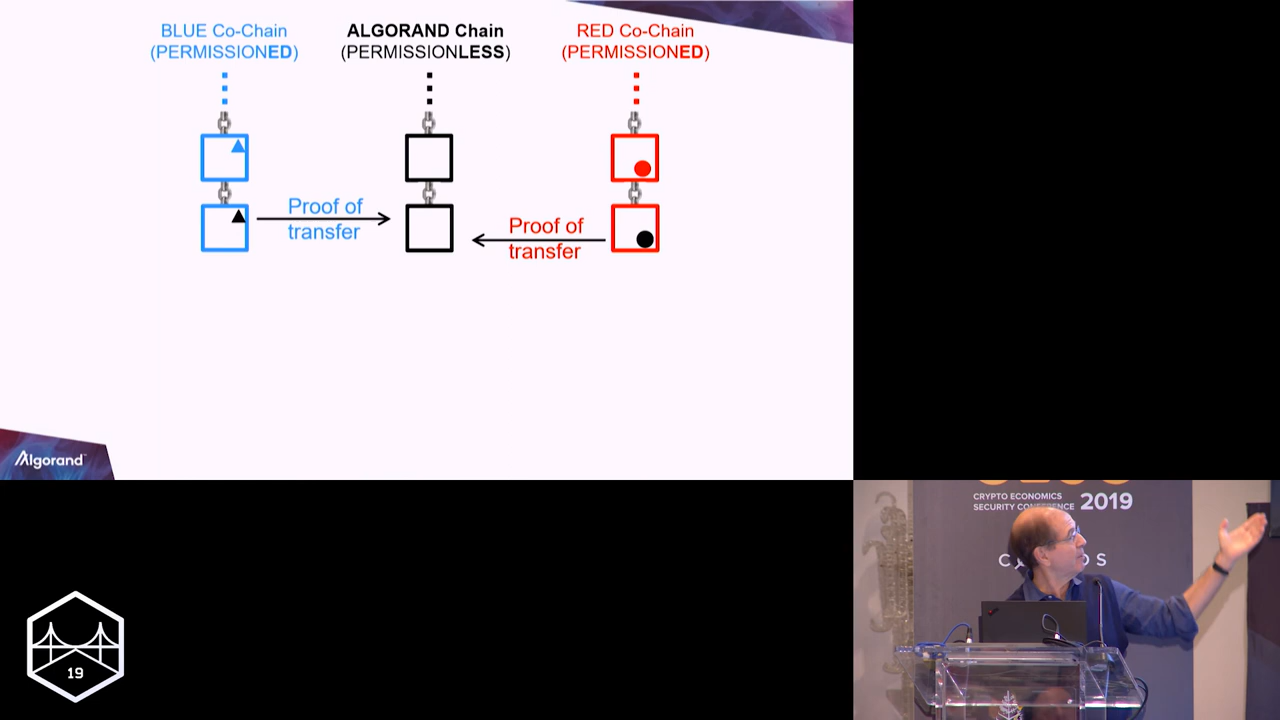 BLUE Co-Chain
(PERMISSIONED)
ALGORAND Chain
(PERMISSIONLESS)
RED Co-Chain
(PERMISSIONED)
Proof of
transfer
Proof of
transfer
Algorand
CRYPTO ECONOMICS
SECURITY CONFERENCE 2019
19